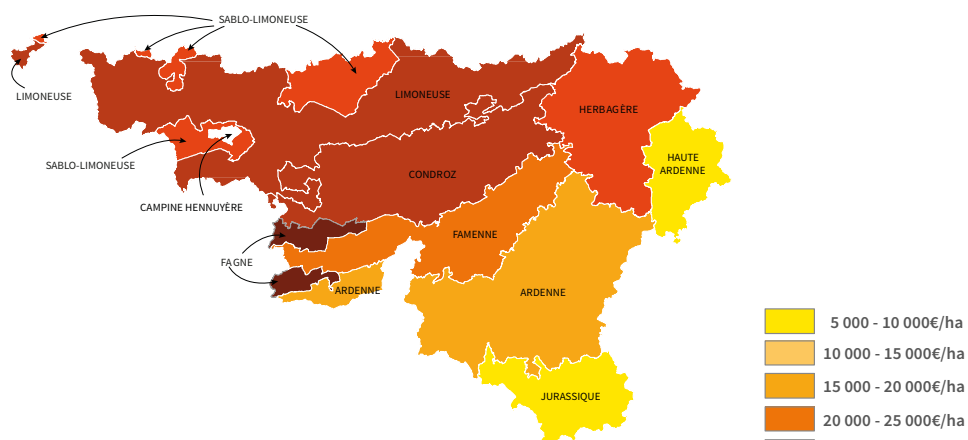 SABLO-LIMONEUSE
LIMONEUSE
LIMONEUSE
HERBAGÈRE
SABLO-LIMONEUSE
HAUTE
ARDENNE
CONDROZ
CAMPINE HENNUYÈRE
FAMENNE
FAGNE
ARDENNE
ARDENNE
JURASSIQUE
5 000 - 10 000€/ha
10 000 - 15 000€/ha
15 000 - 20 000€/ha
20 000 - 25 000€/ha